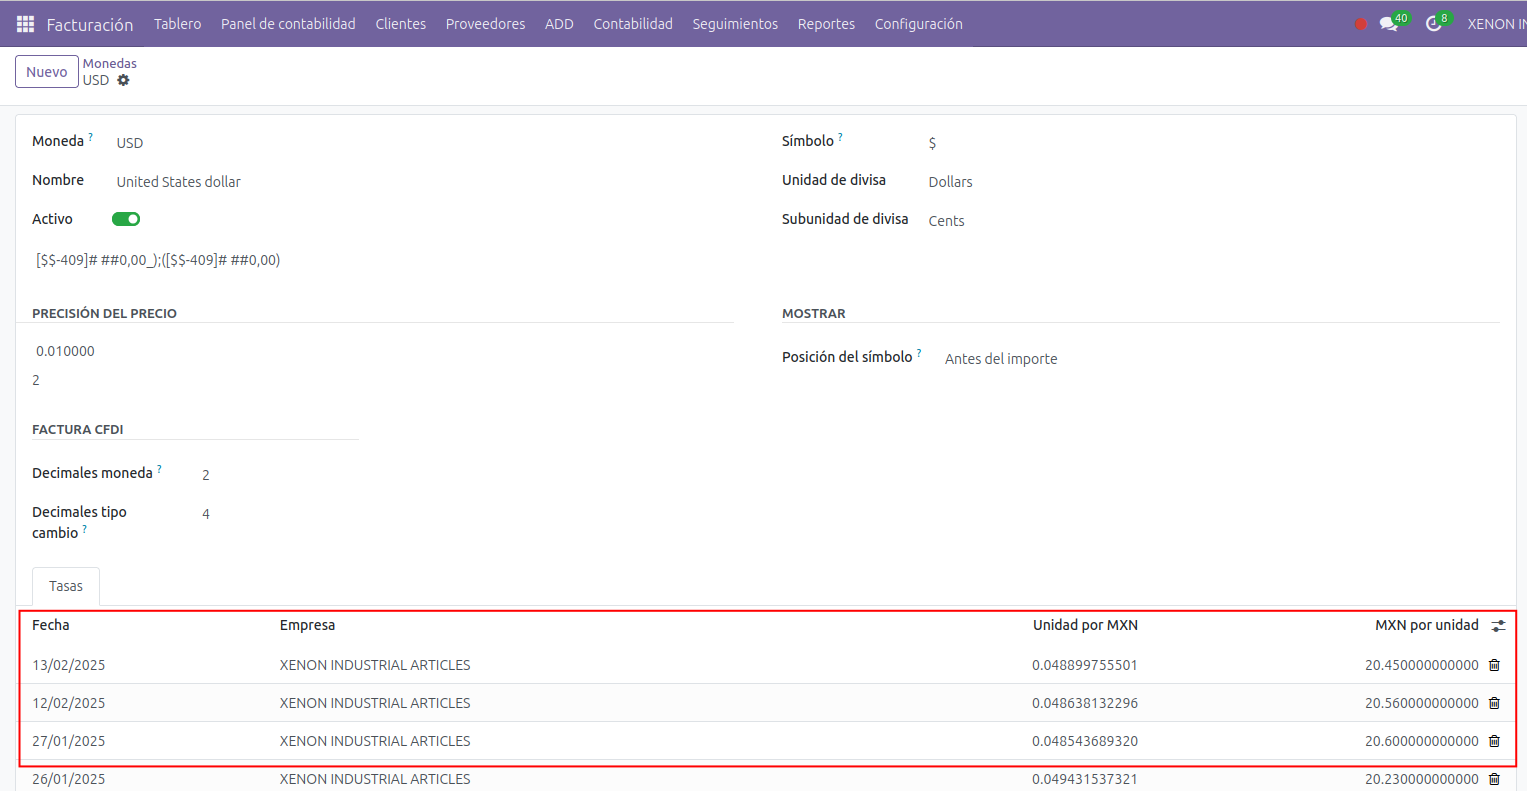 Facturación Tablero Panel de contabilidad Clientes Proveedores ADD Contabilidad Seguimientos Reportes Configuración 40 8 XENON IN
Nuevo Monedas
USD
Moneda ? USD
Símbolo ? $
Nombre United States dollar
Unidad de divisa Dollars
Activo
Subunidad de divisa Cents
[$$-409]# ##0,00_);([$$-409]# ##0,00)
PRECISIÓN DEL PRECIO
MOSTRAR
0.010000
Posición del símbolo ? Antes del importe
2
FACTURA CFDI
Decimales moneda ? 2
Decimales tipo 4
cambio ?
Tasas
Fecha Empresa Unidad por MXN MXN por unidad
13/02/2025 XENON INDUSTRIAL ARTICLES 0.048899755501 20.450000000000
12/02/2025 XENON INDUSTRIAL ARTICLES 0.048638132296 20.560000000000
27/01/2025 XENON INDUSTRIAL ARTICLES 0.048543689320 20.600000000000
26/01/2025 XENON INDUSTRIAL ARTICLES 0.049431537321 20.230000000000